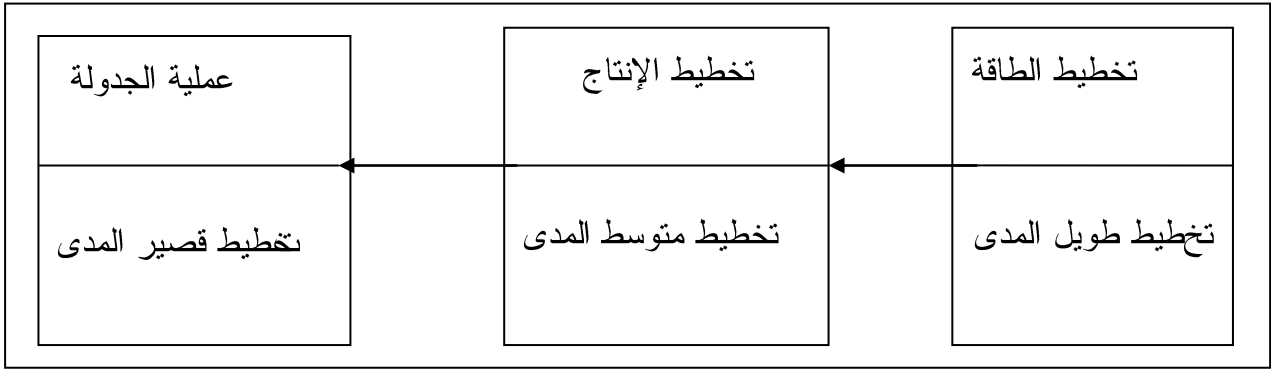 تخطيط الطاقة
تخطيط طويل المدى
تخطيط الإنتاج
تخطيط متوسط المدى
عملية الجدولة
تخطيط قصير المدى